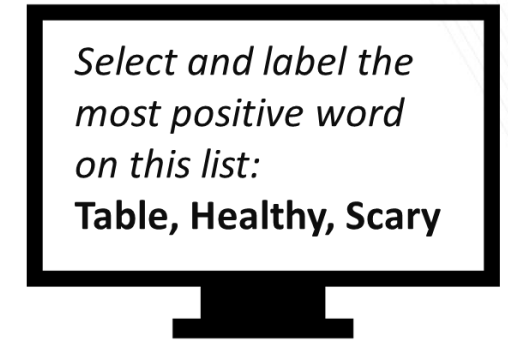 Select and label the
most positive word
on this list:
Table, Healthy, Scary